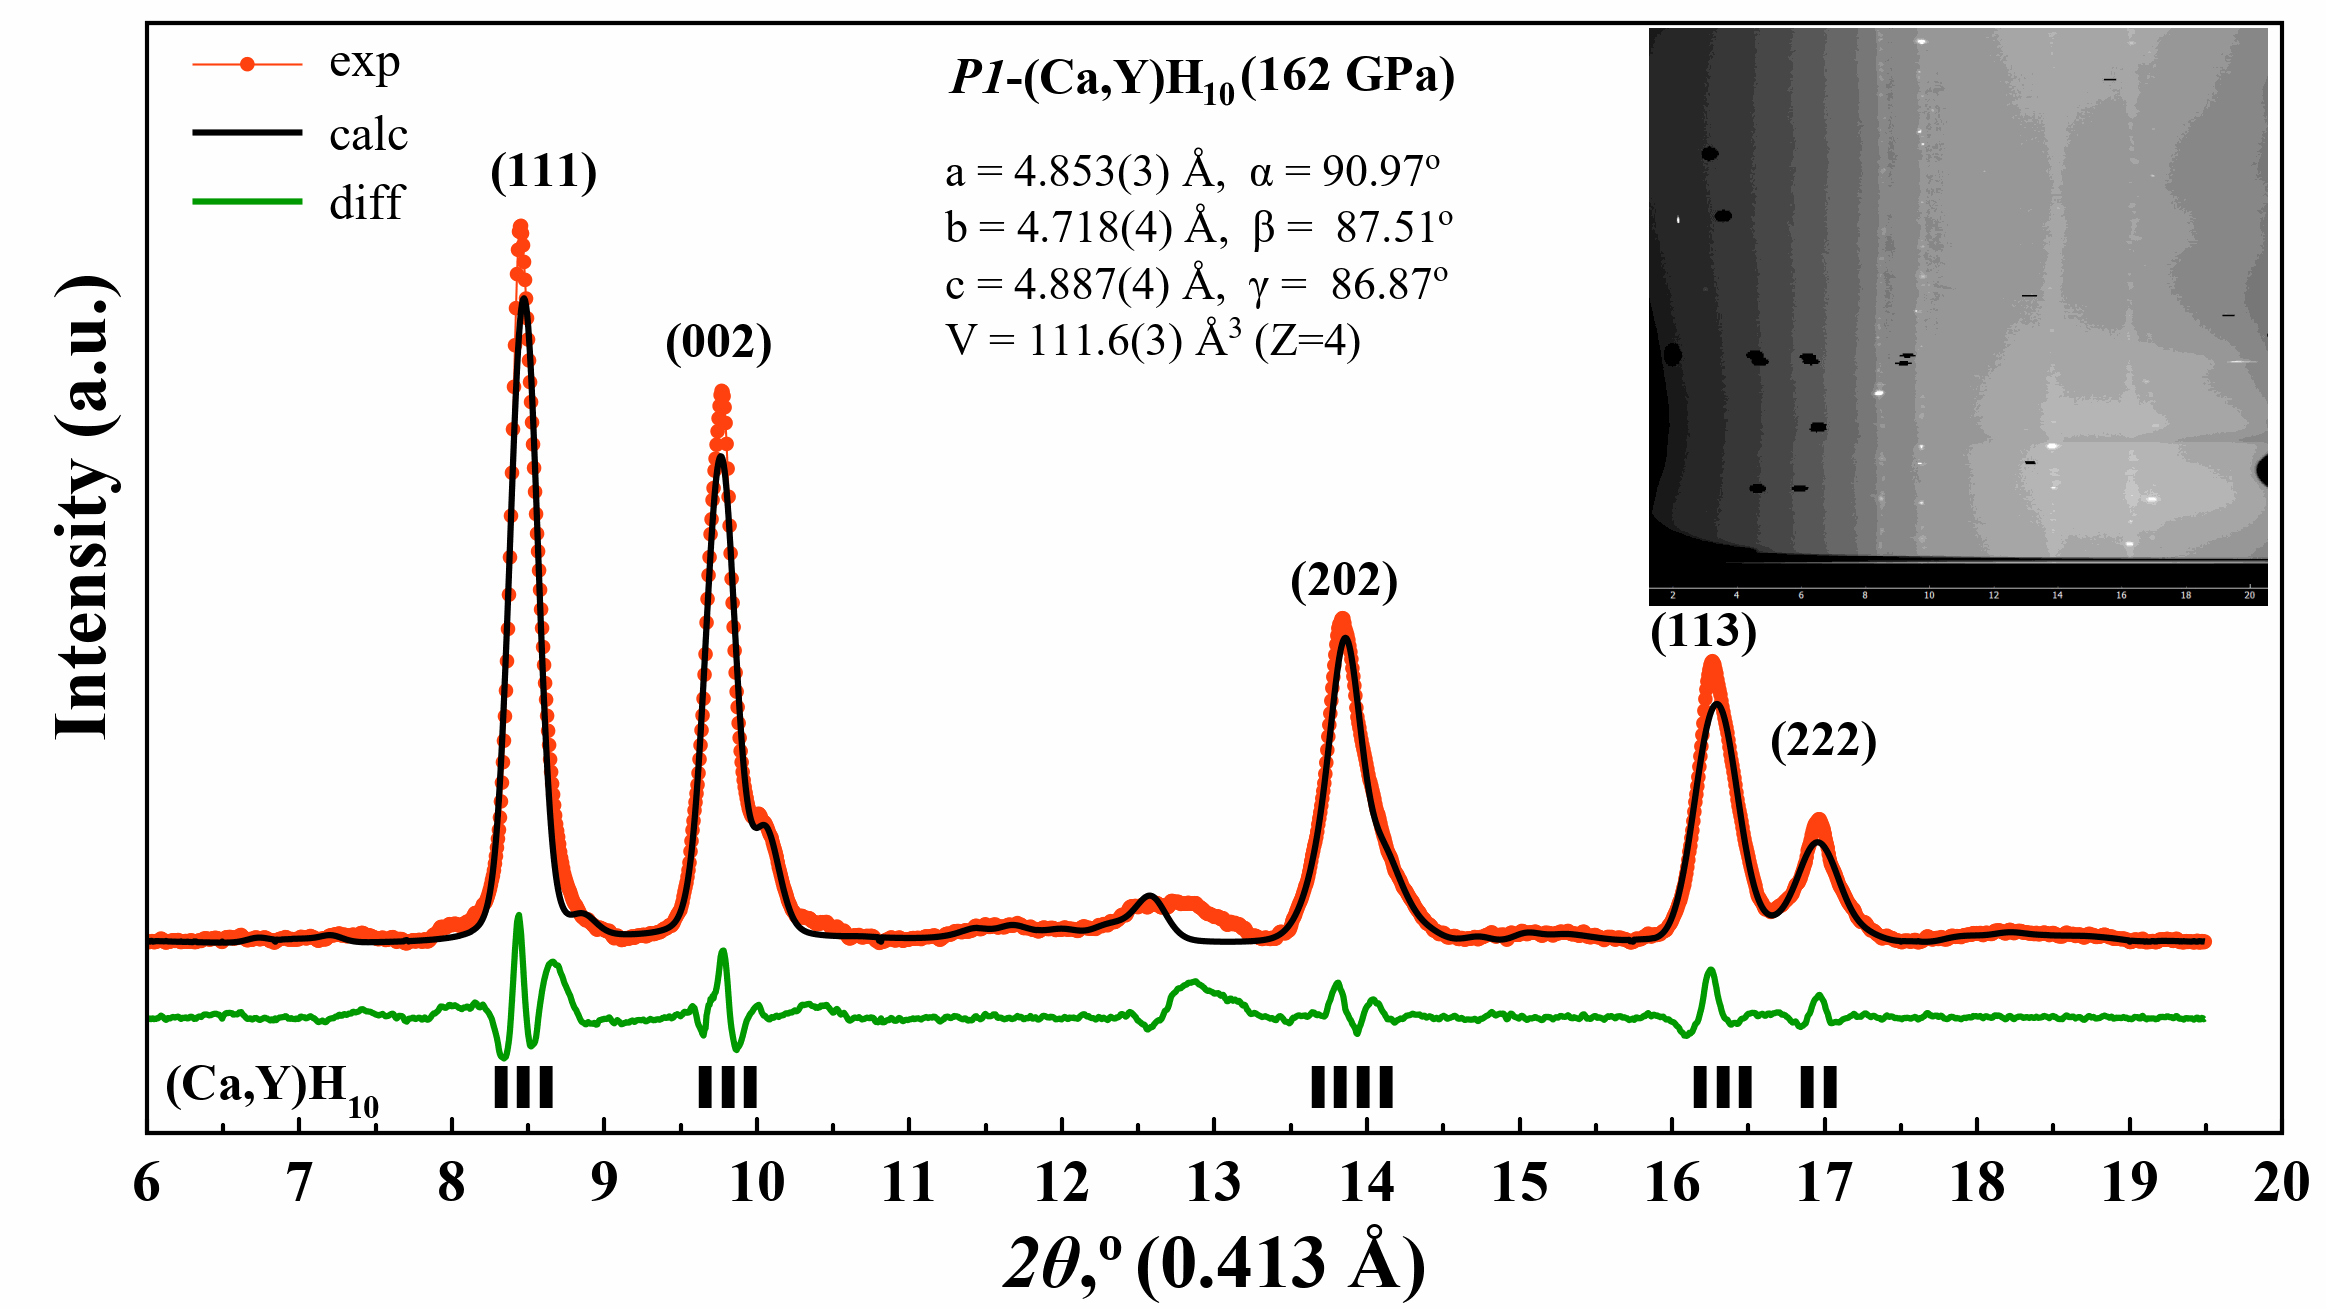 exp
calc
diff
P1-(Ca,Y)H10 (162 GPa)
a = 4.853(3) Å, α = 90.97º
b = 4.718(4) Å, β = 87.51º
c = 4.887(4) Å, γ = 86.87º
V = 111.6(3) Å³ (Z=4)
(111)
(002)
(202)
(113)
(222)
2 4 6 8 10 12 14 16 18 20
Intensity (a.u.)
(Ca,Y)H10
6 7 8 9 10 11 12 13 14 15 16 17 18 19 20
2θ,º (0.413 Å)